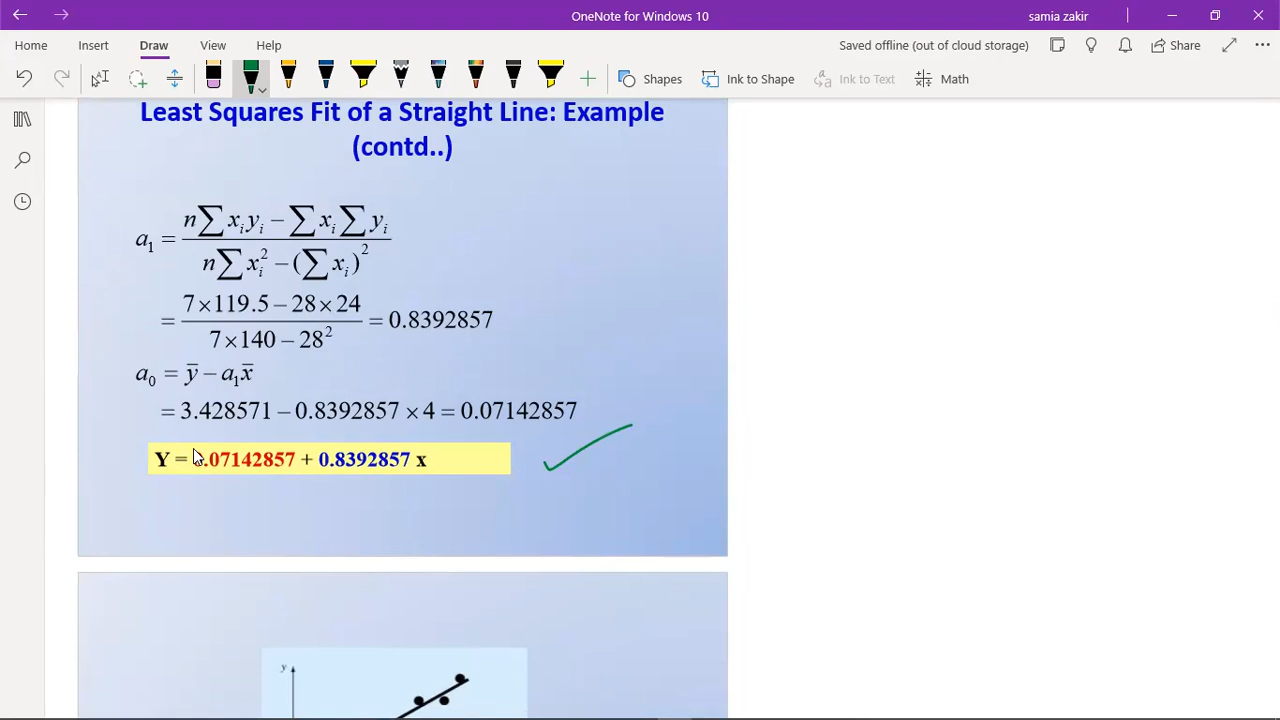 OneNote for Windows 10
samia zakir
Home Insert Draw View Help
Saved offline (out of cloud storage)
Share
Shapes
Ink to Shape
Ink to Text
Math
Least Squares Fit of a Straight Line: Example
(contd..)
a₁ = (n∑xᵢyᵢ − ∑xᵢ∑yᵢ) / (n∑xᵢ² − (∑xᵢ)²)
= (7×119.5 − 28×24) / (7×140 − 28²) = 0.8392857
a₀ = ȳ − a₁x̄
= 3.428571 − 0.8392857 × 4 = 0.07142857
Y = .07142857 + 0.8392857 x
y